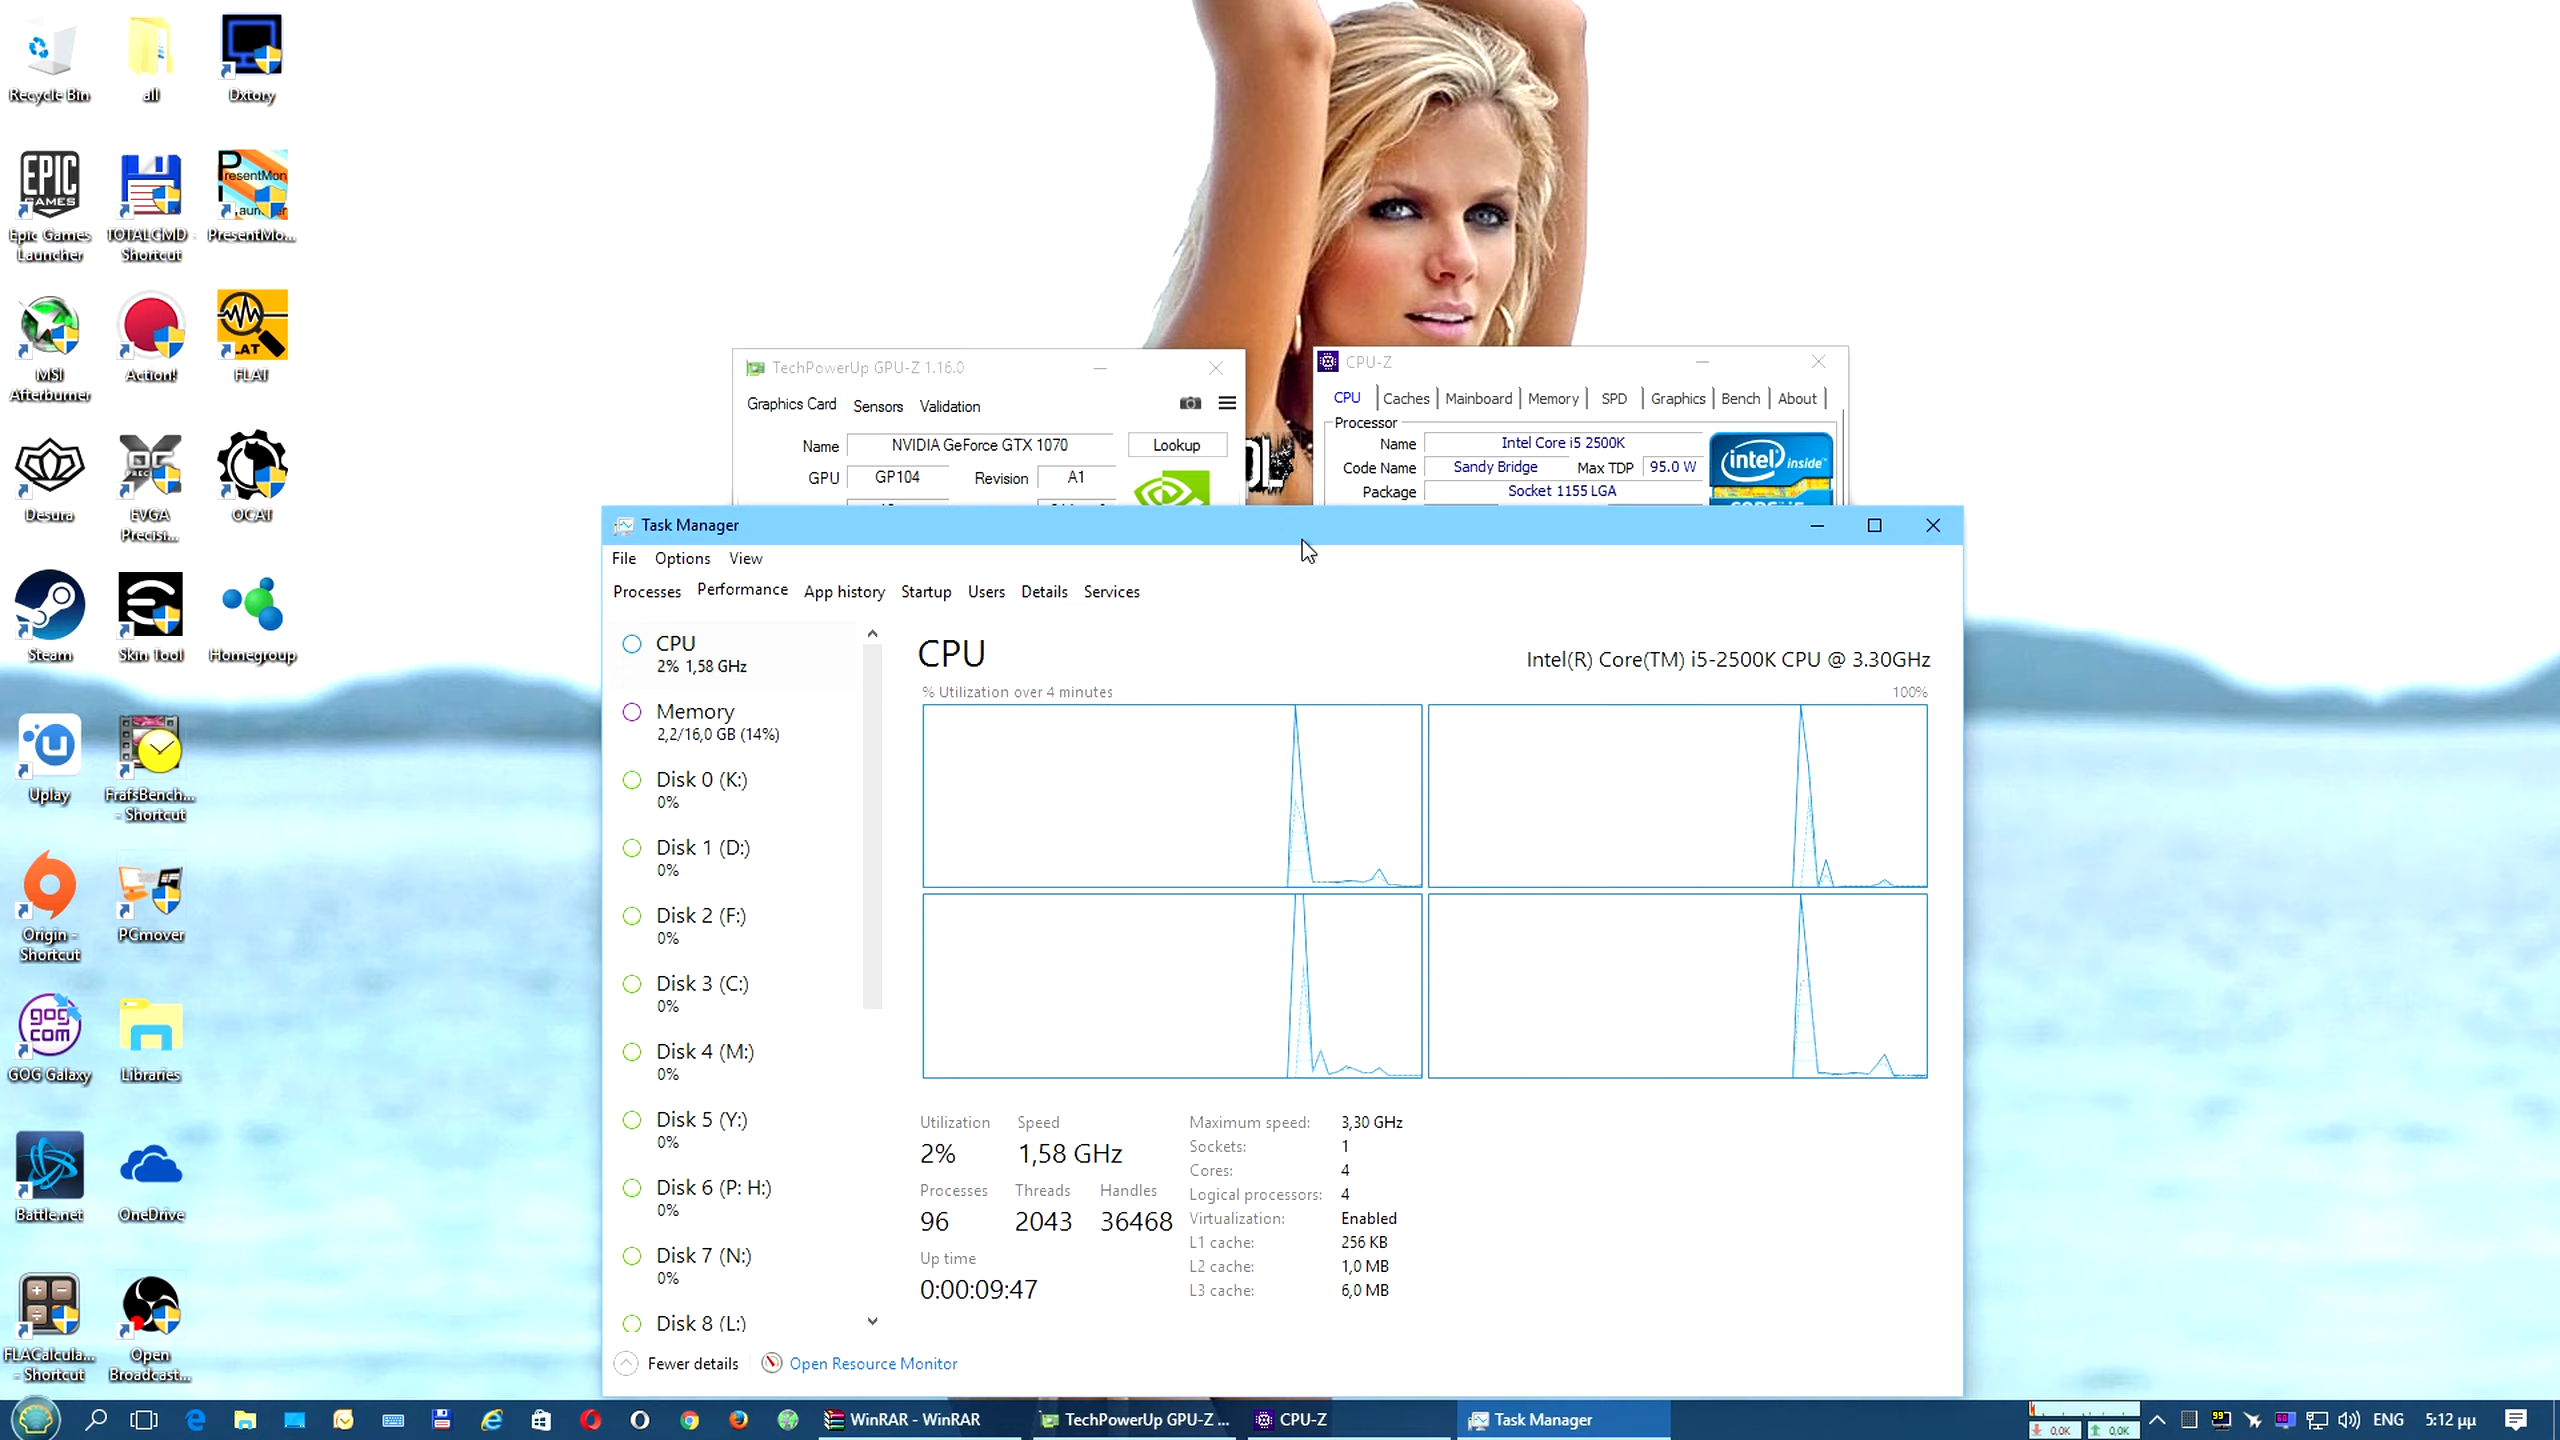 Recycle Bin
all
Dxtory
EPIC
GAMES
Epic Games
Launcher
TOTALCMD -
Shortcut
PresentMon
PresentMo...
MSI
Afterburner
Action!
FLAT
Desura
EVGA
Precisi...
OCAT
Steam
Skin Tool
Homegroup
Uplay
FrafsBench...
- Shortcut
Origin -
Shortcut
PCmover
gog
com
GOG Galaxy
Libraries
Battle.net
OneDrive
FLACalcula...
- Shortcut
Open
Broadcast...
TechPowerUp GPU-Z 1.16.0
Graphics Card Sensors Validation
Name NVIDIA GeForce GTX 1070 Lookup
GPU GP104 Revision A1
CPU-Z
CPU Caches Mainboard Memory SPD Graphics Bench About
Processor
Name Intel Core i5 2500K
Code Name Sandy Bridge Max TDP 95.0 W
Package Socket 1155 LGA
intel inside
Task Manager
File Options View
Processes Performance App history Startup Users Details Services
CPU
2% 1,58 GHz
Memory
2,2/16,0 GB (14%)
Disk 0 (K:)
0%
Disk 1 (D:)
0%
Disk 2 (F:)
0%
Disk 3 (C:)
0%
Disk 4 (M:)
0%
Disk 5 (Y:)
0%
Disk 6 (P: H:)
0%
Disk 7 (N:)
0%
Disk 8 (L:)
CPU
Intel(R) Core(TM) i5-2500K CPU @ 3.30GHz
% Utilization over 4 minutes 100%
Utilization Speed
2% 1,58 GHz
Processes Threads Handles
96 2043 36468
Up time
0:00:09:47
Maximum speed: 3,30 GHz
Sockets: 1
Cores: 4
Logical processors: 4
Virtualization: Enabled
L1 cache: 256 KB
L2 cache: 1,0 MB
L3 cache: 6,0 MB
Fewer details Open Resource Monitor
WinRAR - WinRAR
TechPowerUp GPU-Z ...
CPU-Z
Task Manager
0,0K 0,0K
99
60
ENG
5:12 μμ